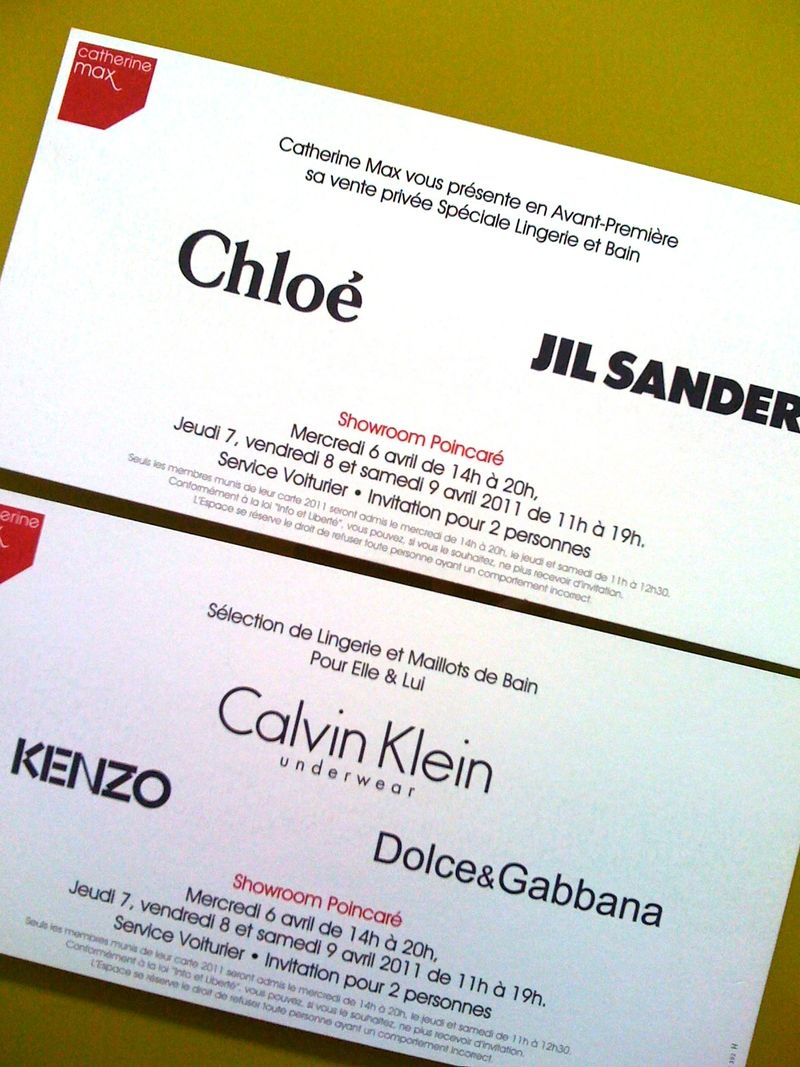 catherine
max
Catherine Max vous présente en Avant-Première
sa vente privée Spéciale Lingerie et Bain
Chloé
JIL SANDER
Showroom Poincaré
Mercredi 6 avril de 14h à 20h,
Jeudi 7, vendredi 8 et samedi 9 avril 2011 de 11h à 19h.
Service Voiturier • Invitation pour 2 personnes
Seuls les membres munis de leur carte 2011 seront admis le mercredi de 14h à 20h, le jeudi et samedi de 11h à 12h30.
Conformément à la loi "Info et Liberté", vous pouvez, si vous le souhaitez, ne plus recevoir d'invitation.
L'Espace se réserve le droit de refuser toute personne ayant un comportement incorrect.
erine
x
Sélection de Lingerie et Maillots de Bain
Pour Elle & Lui
Calvin Klein
underwear
KENZO
Dolce&Gabbana
Showroom Poincaré
Mercredi 6 avril de 14h à 20h,
Jeudi 7, vendredi 8 et samedi 9 avril 2011 de 11h à 19h.
Service Voiturier • Invitation pour 2 personnes
Seuls les membres munis de leur carte 2011 seront admis le mercredi de 14h à 20h, le jeudi et samedi de 11h à 12h30.
Conformément à la loi "Info et Liberté", vous pouvez, si vous le souhaitez, ne plus recevoir d'invitation.
L'Espace se réserve le droit de refuser toute personne ayant un comportement incorrect.